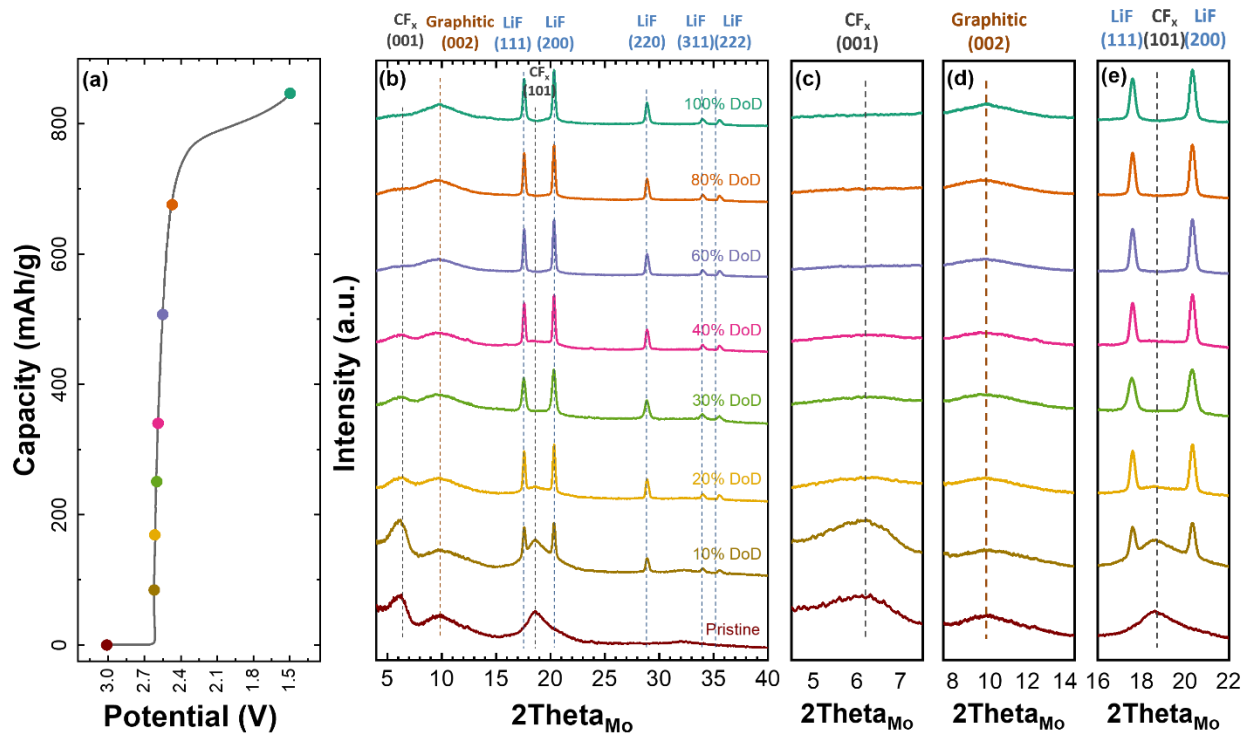 CFₓ Graphitic LiF LiF LiF LiF LiF
(001) (002) (111) (200) (220) (311) (222)
CFₓ
(001)
Graphitic
(002)
LiF CFₓ LiF
(111) (101) (200)
(a)
Capacity (mAh/g)
800
600
400
200
0
3.0 2.7 2.4 2.1 1.8 1.5
Potential (V)
(b)
CFₓ
(101)
Intensity (a.u.)
100% DoD
80% DoD
60% DoD
40% DoD
30% DoD
20% DoD
10% DoD
Pristine
5 10 15 20 25 30 35 40
2Theta_Mo
(c)
5 6 7
2Theta_Mo
(d)
8 10 12 14
2Theta_Mo
(e)
16 18 20 22
2Theta_Mo